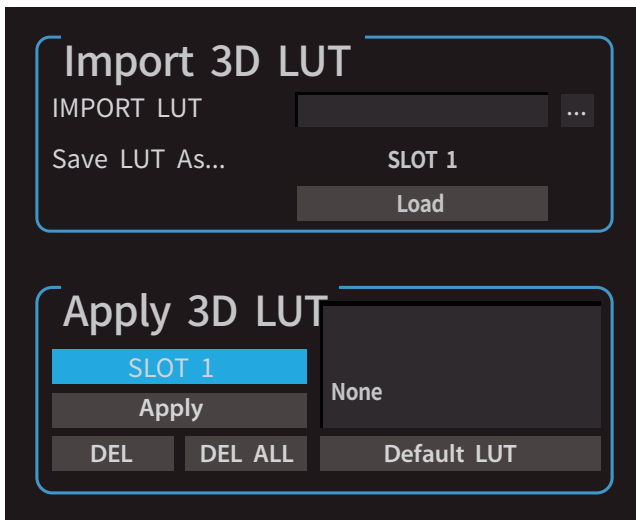 Import 3D LUT
IMPORT LUT ...
Save LUT As... SLOT 1
Load
Apply 3D LUT
SLOT 1
None
Apply
DEL DEL ALL Default LUT